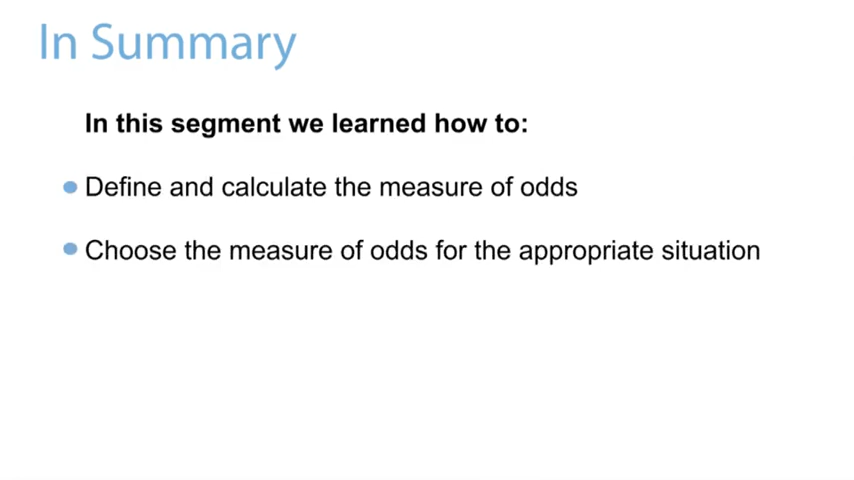 In Summary
In this segment we learned how to:
Define and calculate the measure of odds
Choose the measure of odds for the appropriate situation